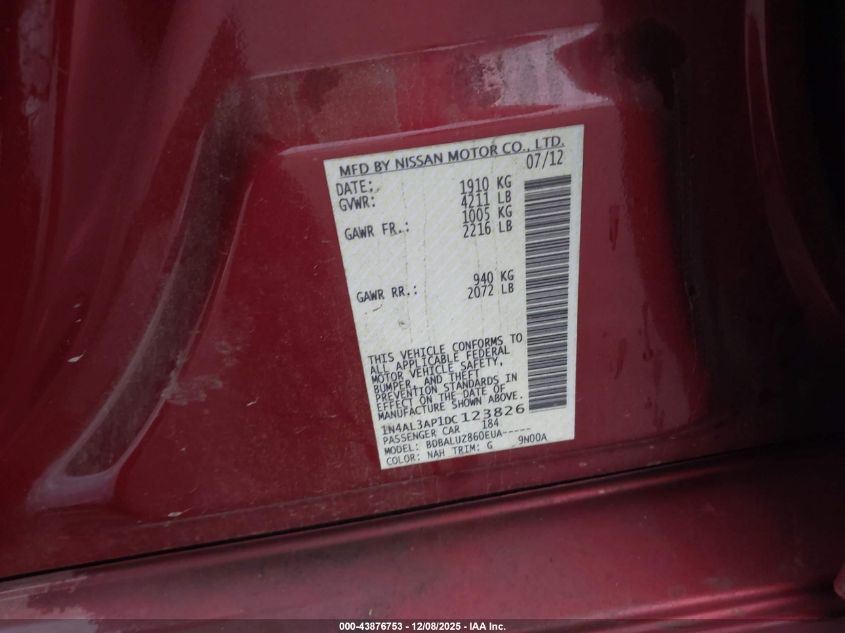 MFD BY NISSAN MOTOR CO., LTD.
DATE: 07/12
GVWR: 1910 KG
4211 LB
GAWR FR.: 1005 KG
2216 LB
GAWR RR.: 940 KG
2072 LB
THIS VEHICLE CONFORMS TO
ALL APPLICABLE FEDERAL
MOTOR VEHICLE SAFETY,
BUMPER, AND THEFT
PREVENTION STANDARDS IN
EFFECT ON THE DATE OF
MANUFACTURE SHOWN ABOVE.
1N4AL3AP1DC123826
PASSENGER CAR 184
MODEL: BDBALUZ860EUA-----
COLOR: NAH TRIM: G 9N00A
000-43876753 - 12/08/2025 - IAA Inc.